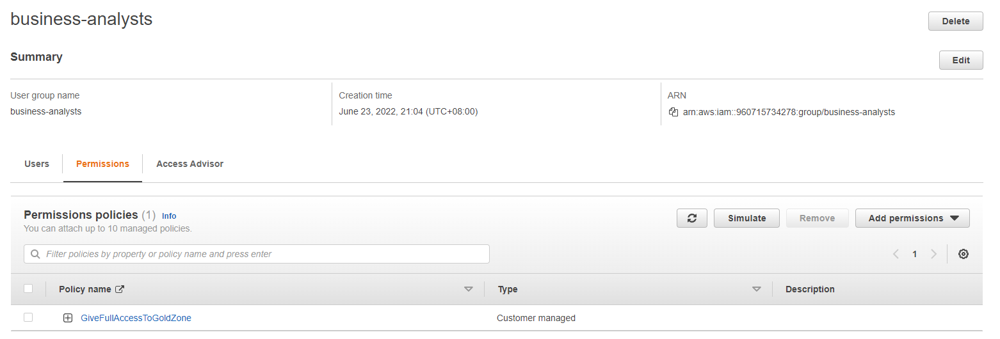 business-analysts
Delete
Summary
Edit
User group name
Creation time
ARN
business-analysts
June 23, 2022, 21:04 (UTC+08:00)
arn:aws:iam::960715734278:group/business-analysts
Users
Permissions
Access Advisor
Permissions policies (1) Info
You can attach up to 10 managed policies.
Simulate
Remove
Add permissions
Filter policies by property or policy name and press enter
1
Policy name
Type
Description
GiveFullAccessToGoldZone
Customer managed